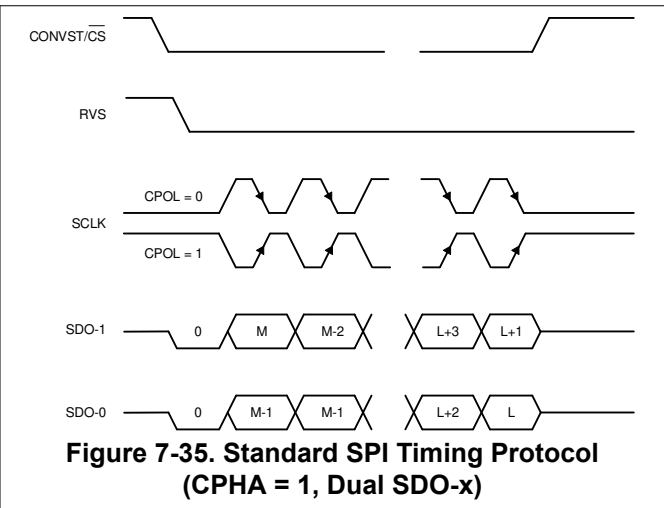 CONVST/C̅S̅
RVS
CPOL = 0
SCLK
CPOL = 1
SDO-1 0 M M-2 L+3 L+1
SDO-0 0 M-1 M-1 L+2 L
Figure 7-35. Standard SPI Timing Protocol
(CPHA = 1, Dual SDO-x)